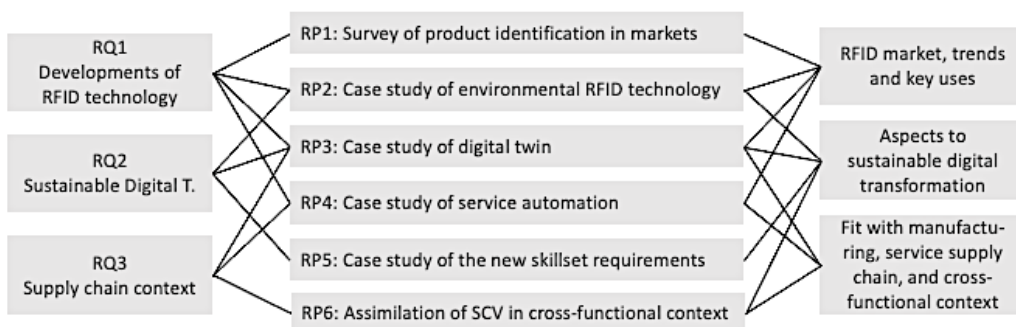 RQ1
Developments of
RFID technology
RQ2
Sustainable Digital T.
RQ3
Supply chain context
RP1: Survey of product identification in markets
RP2: Case study of environmental RFID technology
RP3: Case study of digital twin
RP4: Case study of service automation
RP5: Case study of the new skillset requirements
RP6: Assimilation of SCV in cross-functional context
RFID market, trends
and key uses
Aspects to
sustainable digital
transformation
Fit with manufactu-
ring, service supply
chain, and cross-
functional context